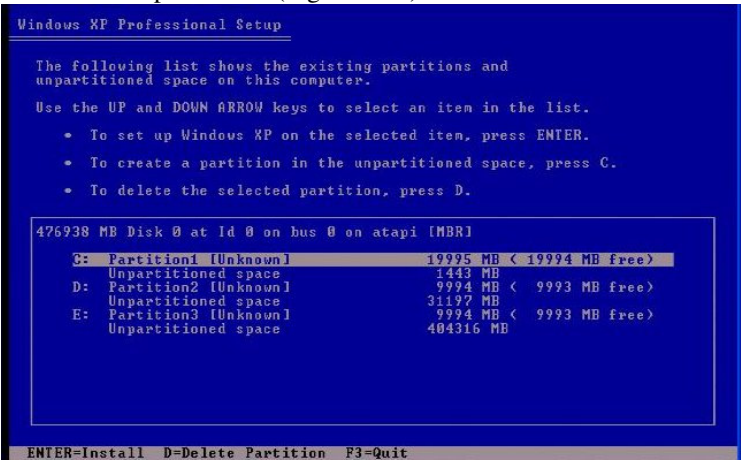 Windows XP Professional Setup
The following list shows the existing partitions and
unpartitioned space on this computer.
Use the UP and DOWN ARROW keys to select an item in the list.
• To set up Windows XP on the selected item, press ENTER.
• To create a partition in the unpartitioned space, press C.
• To delete the selected partition, press D.
476938 MB Disk 0 at Id 0 on bus 0 on atapi [MBR]
C: Partition1 [Unknown] 19995 MB ( 19994 MB free)
Unpartitioned space 1443 MB
D: Partition2 [Unknown] 9994 MB ( 9993 MB free)
Unpartitioned space 31197 MB
E: Partition3 [Unknown] 9994 MB ( 9993 MB free)
Unpartitioned space 404316 MB
ENTER=Install D=Delete Partition F3=Quit